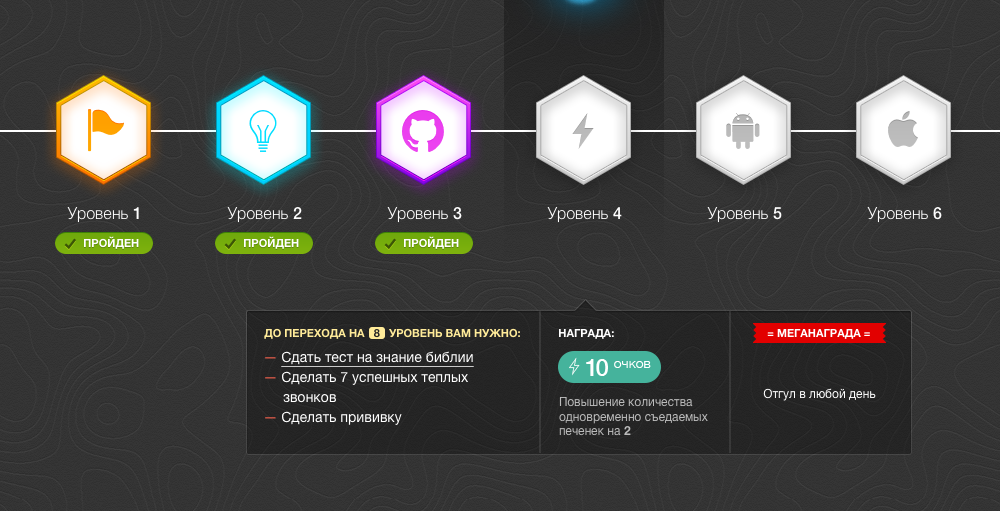 Уровень 1
Уровень 2
Уровень 3
Уровень 4
Уровень 5
Уровень 6
ПРОЙДЕН
ПРОЙДЕН
ПРОЙДЕН
ДО ПЕРЕХОДА НА 8 УРОВЕНЬ ВАМ НУЖНО:
— Сдать тест на знание библии
— Сделать 7 успешных теплых
звонков
— Сделать прививку
НАГРАДА:
10 ОЧКОВ
Повышение количества
одновременно съедаемых
печенек на 2
= МЕГАНАГРАДА =
Отгул в любой день